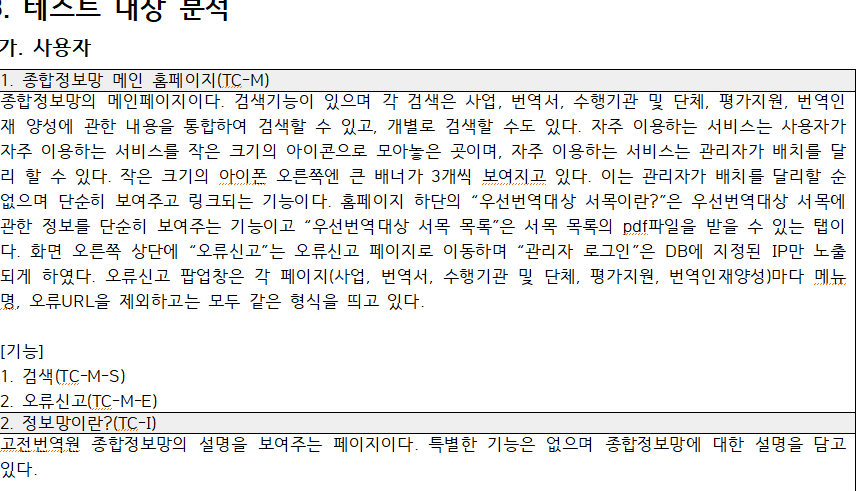 3. 테스트 대상 분석
가. 사용자
1. 종합정보망 메인 홈페이지(TC-M)
종합정보망의 메인페이지이다. 검색기능이 있으며 각 검색은 사업, 번역서, 수행기관 및 단체, 평가지원, 번역인
재 양성에 관한 내용을 통합하여 검색할 수 있고, 개별로 검색할 수도 있다. 자주 이용하는 서비스는 사용자가
자주 이용하는 서비스를 작은 크기의 아이콘으로 모아놓은 곳이며, 자주 이용하는 서비스는 관리자가 배치를 달
리 할 수 있다. 작은 크기의 아이폰 오른쪽엔 큰 배너가 3개씩 보여지고 있다. 이는 관리자가 배치를 달리할 순
없으며 단순히 보여주고 링크되는 기능이다. 홈페이지 하단의 “우선번역대상 서목이란?”은 우선번역대상 서목에
관한 정보를 단순히 보여주는 기능이고 “우선번역대상 서목 목록”은 서목 목록의 pdf파일을 받을 수 있는 탭이
다. 화면 오른쪽 상단에 “오류신고”는 오류신고 페이지로 이동하며 “관리자 로그인”은 DB에 지정된 IP만 노출
되게 하였다. 오류신고 팝업창은 각 페이지(사업, 번역서, 수행기관 및 단체, 평가지원, 번역인재양성)마다 메뉴
명, 오류URL을 제외하고는 모두 같은 형식을 띄고 있다.
[기능]
1. 검색(TC-M-S)
2. 오류신고(TC-M-E)
2. 정보망이란?(TC-I)
고전번역원 종합정보망의 설명을 보여주는 페이지이다. 특별한 기능은 없으며 종합정보망에 대한 설명을 담고
있다.